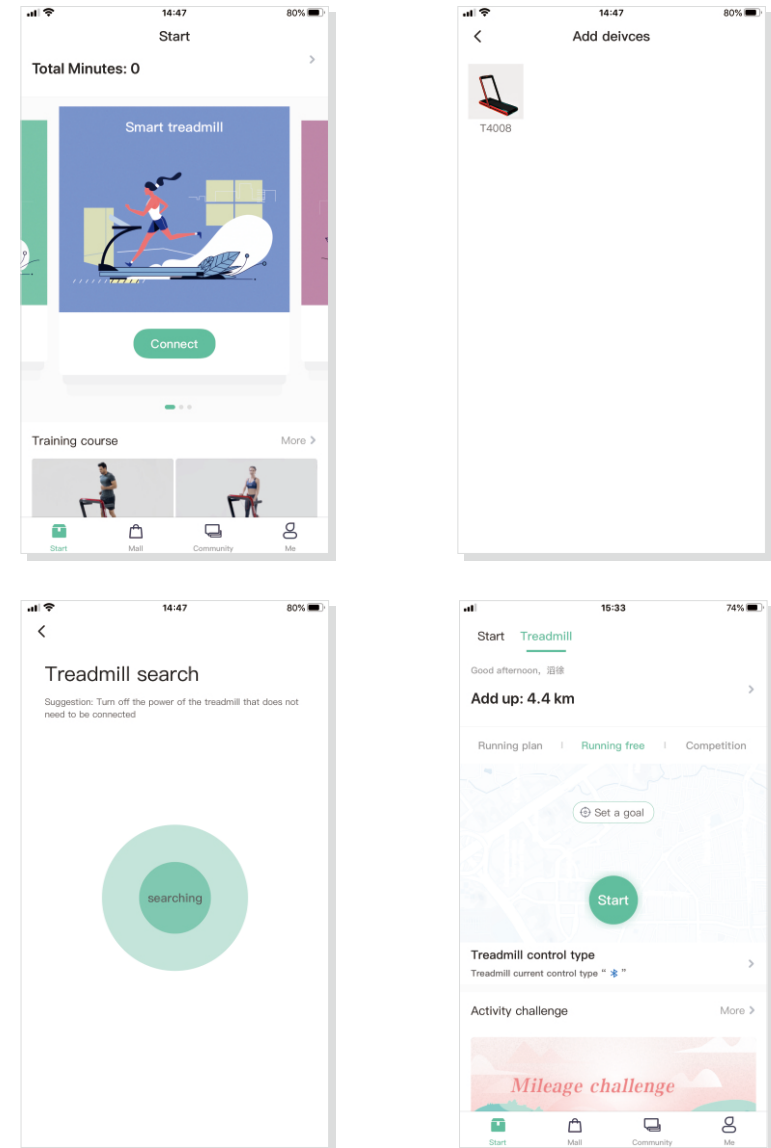 14:47
80%
Start
Total Minutes: 0
Smart treadmill
Connect
Training course
More
Start
Mall
Community
Me
14:47
80%
Add deivces
T4008
14:47
80%
Treadmill search
Suggestion: Turn off the power of the treadmill that does not
need to be connected
searching
15:33
74%
Start Treadmill
Good afternoon,
Add up: 4.4 km
Running plan | Running free | Competition
Set a goal
Start
Treadmill control type
Treadmill current control type “ ”
Activity challenge
More
Mileage challenge
Start
Mall
Community
Me